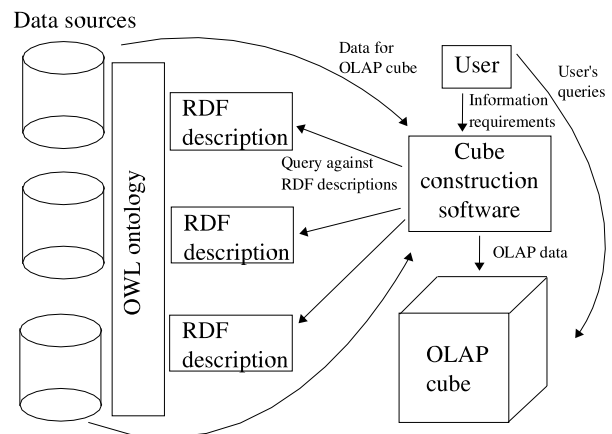 Data sources
Data for
OLAP cube
User
User's
queries
Information
requirements
RDF
description
Query against
RDF descriptions
Cube
construction
software
OWL ontology
RDF
description
OLAP data
RDF
description
OLAP
cube